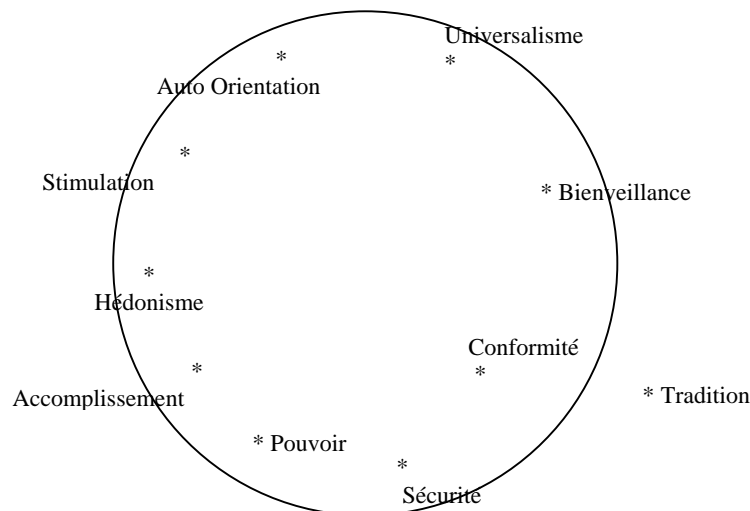 Universalisme
*
*
Auto Orientation
*
Stimulation
* Bienveillance
*
Hédonisme
Conformité
*
*
Accomplissement
* Tradition
* Pouvoir
*
Sécurite